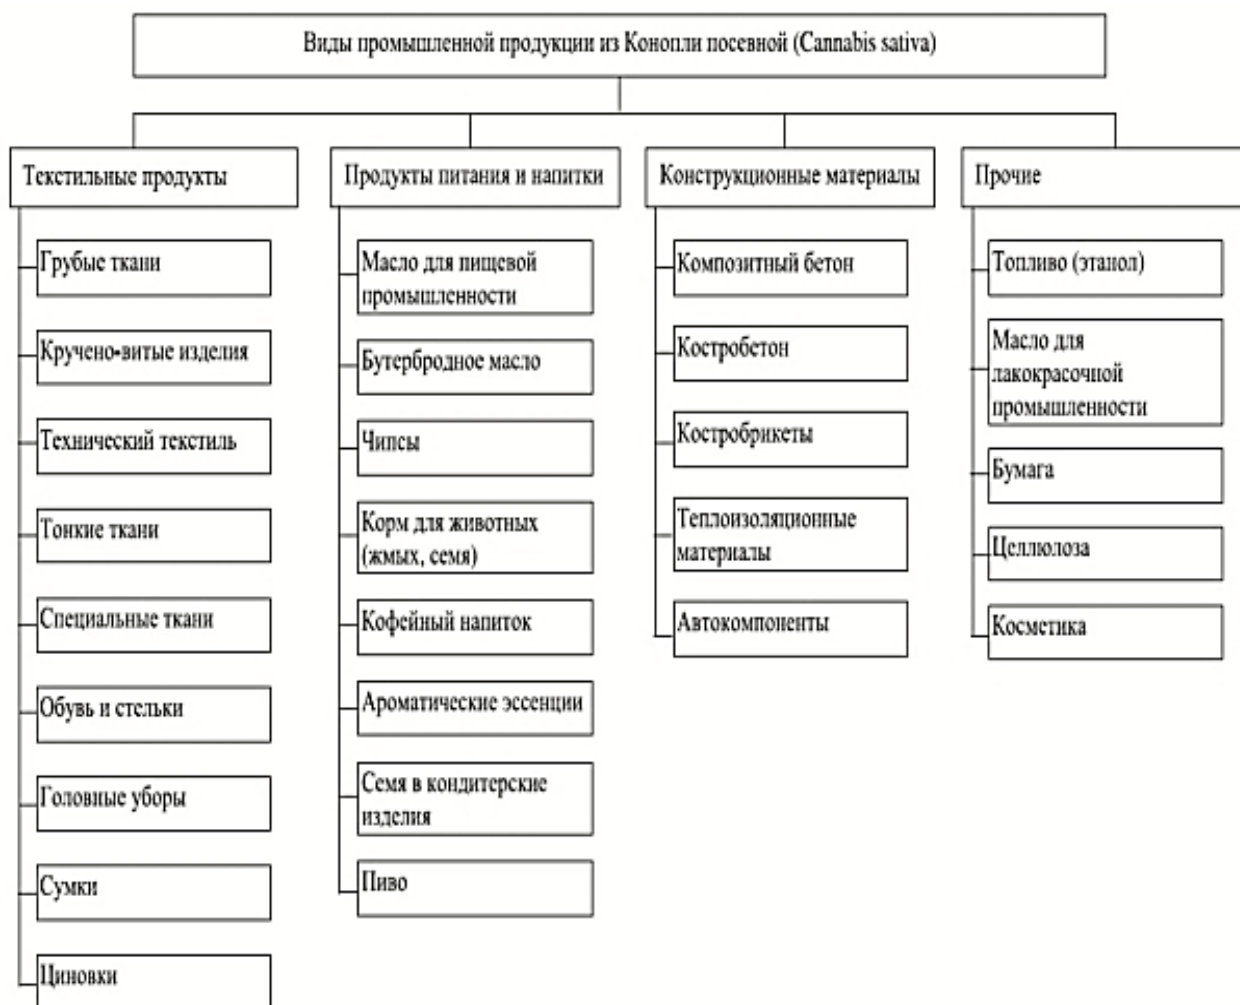 Виды промышленной продукции из Конопли посевной (Cannabis sativa)
Текстильные продукты
Грубые ткани
Кручено-витые изделия
Технический текстиль
Тонкие ткани
Специальные ткани
Обувь и стельки
Головные уборы
Сумки
Циновки
Продукты питания и напитки
Масло для пищевой
промышленности
Бутербродное масло
Чипсы
Корм для животных
(жмых, семя)
Кофейный напиток
Ароматические эссенции
Семя в кондитерские
изделия
Пиво
Конструкционные материалы
Композитный бетон
Костробетон
Костробрикеты
Теплоизоляционные
материалы
Автокомпоненты
Прочие
Топливо (этанол)
Масло для
лакокрасочной
промышленности
Бумага
Целлюлоза
Косметика